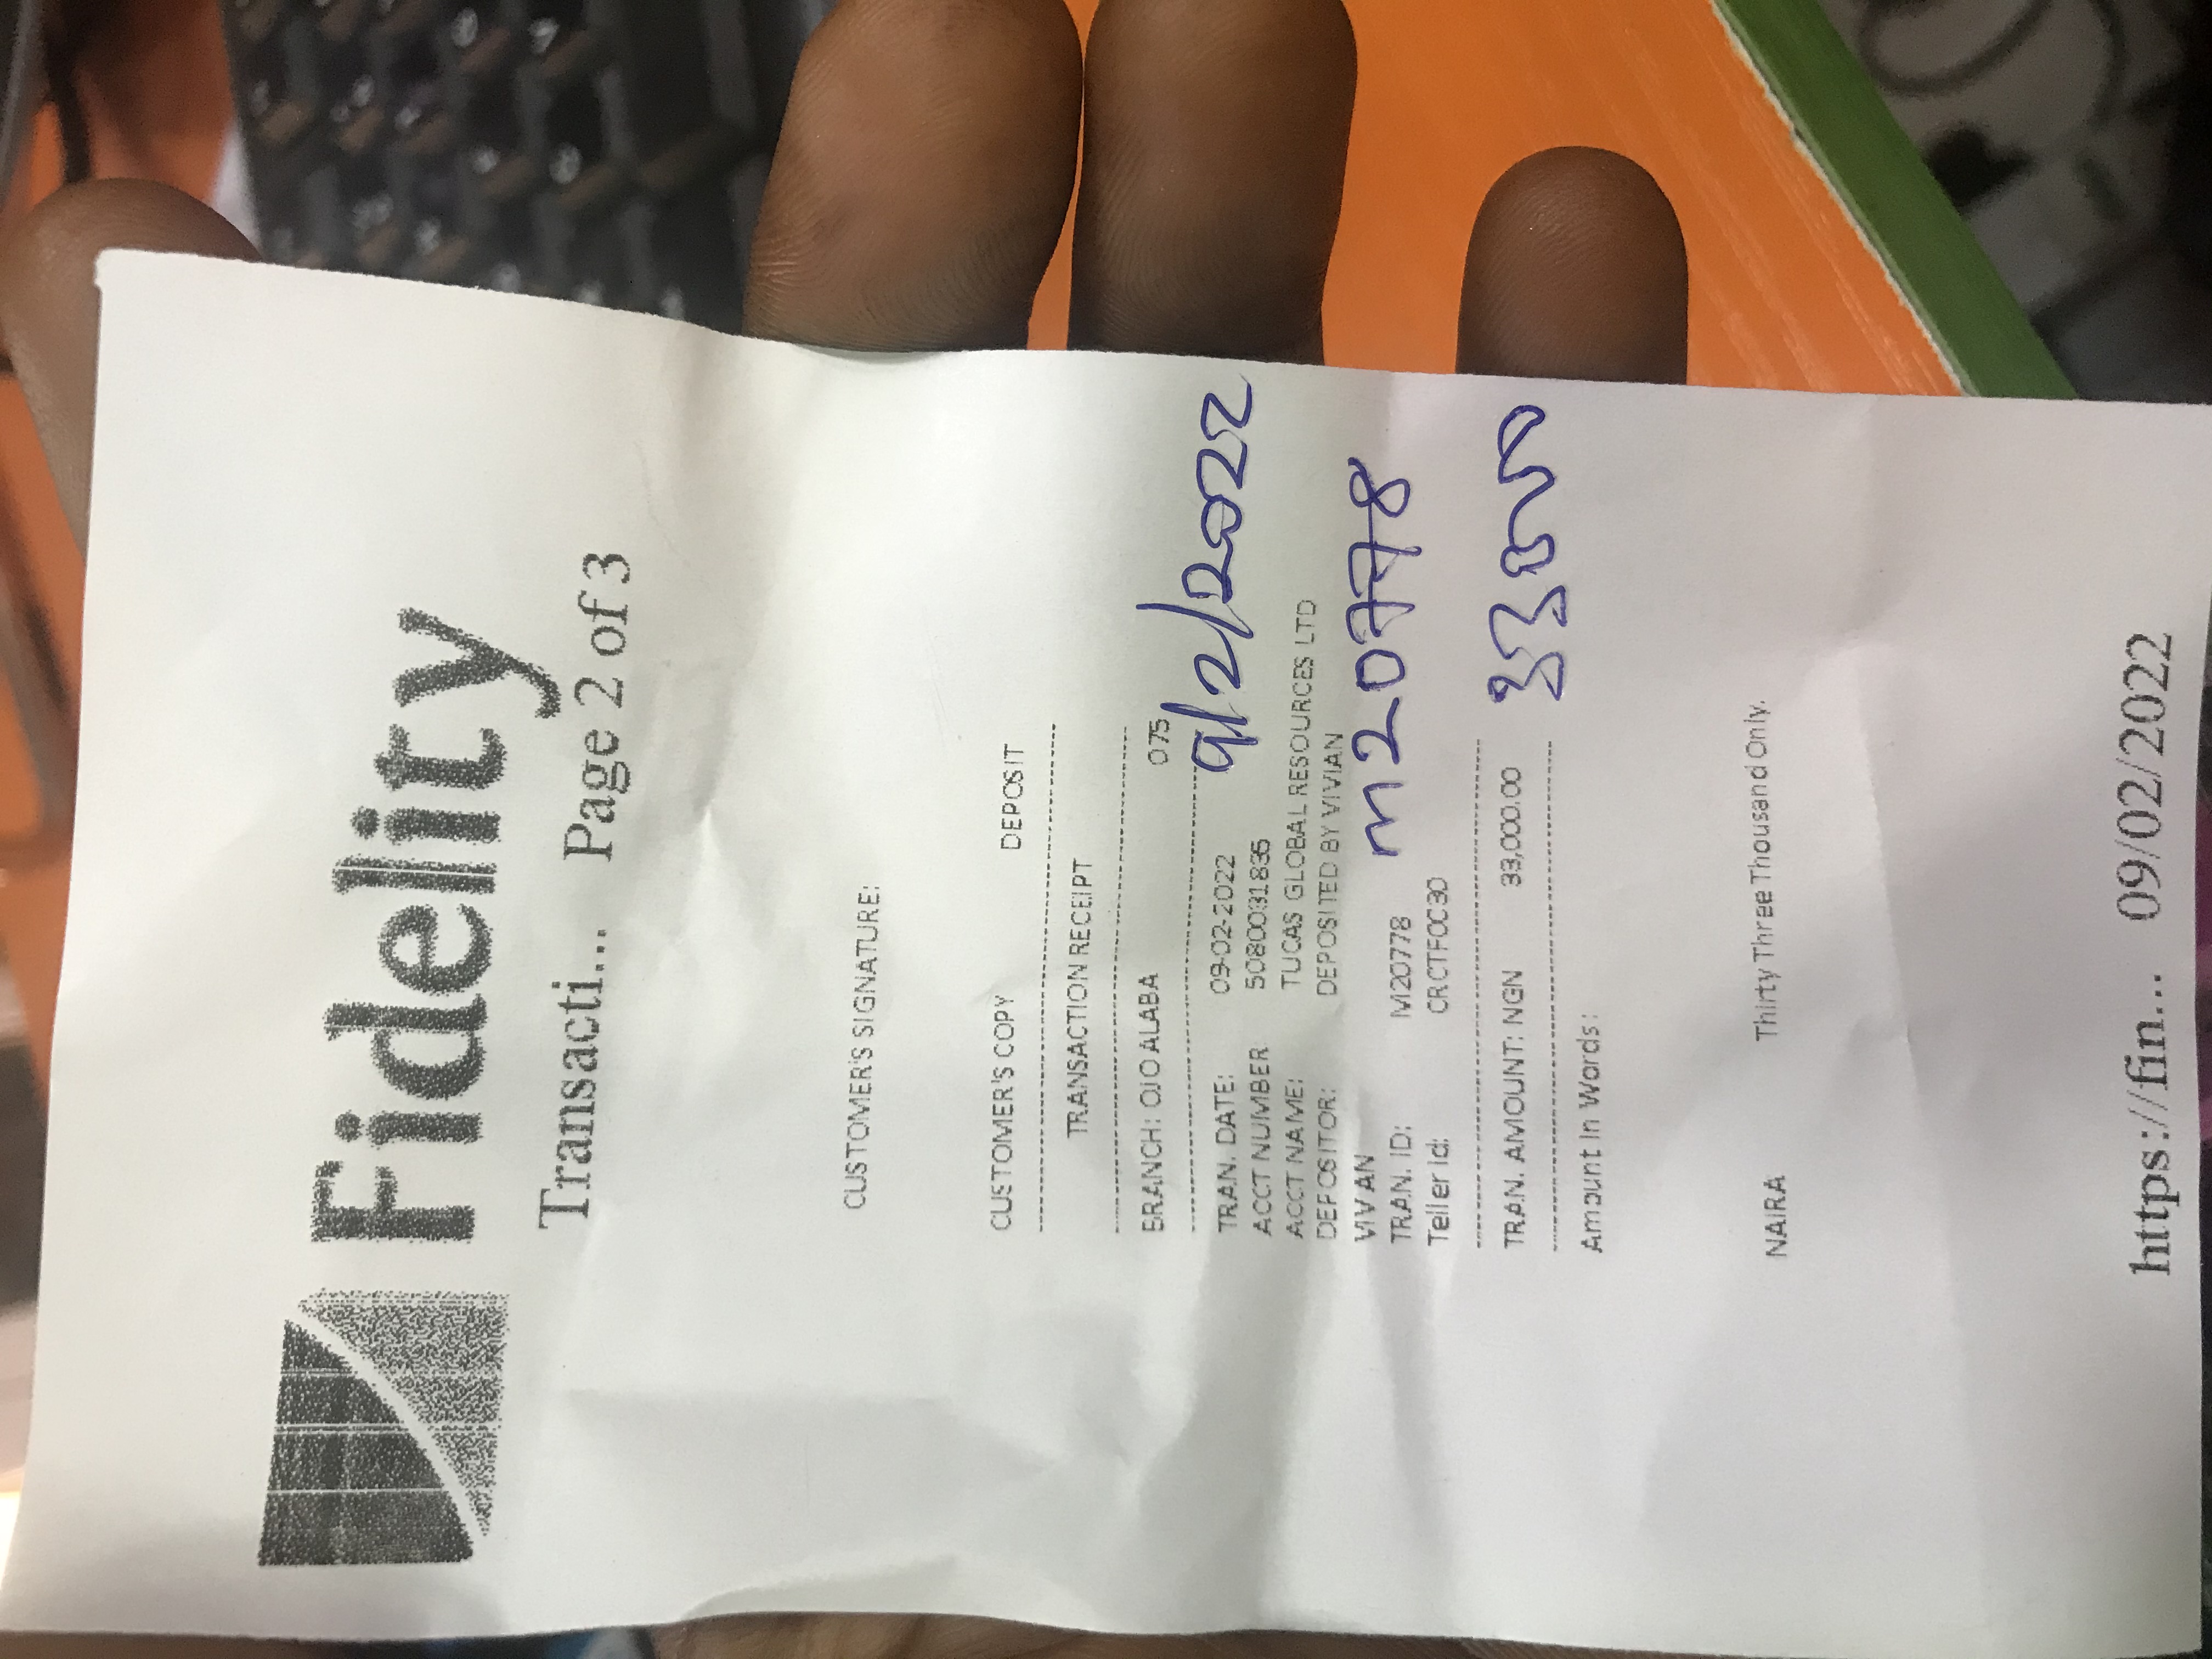 Fidelity
Transacti... Page 2 of 3
CUSTOMER'S SIGNATURE:
CUSTOMER'S COPY DEPOSIT
TRANSACTION RECEIPT
BRANCH: OJO ALABA 075
9/2/2022
TRAN. DATE: 09-02-2022
ACCT NUMBER 5080031835
ACCT NAME: TUCAS GLOBAL RESOURCES LTD
DEPOSITOR: DEPOSITED BY VIVIAN
VIVIAN
m20778
TRAN. ID: M20778
Teller Id: CRCTF0C30
TRAN. AMOUNT: NGN 33,000.00
Amount In Words:
NAIRA Thirty Three Thousand Only.
https://fin... 09/02/2022